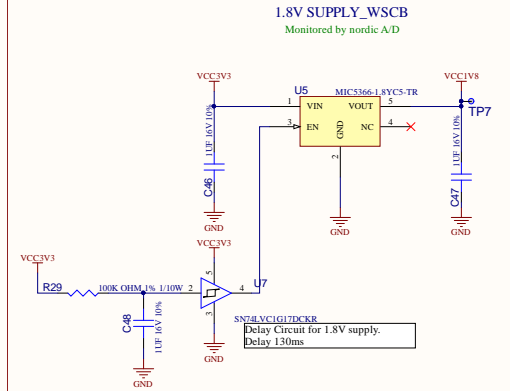 1.8V SUPPLY_WSCB
Monitored by nordic A/D
VCC3V3
U5
MIC5366-1.8YC5-TR
VCC1V8
1
VIN
VOUT
5
TP7
3
EN
GND
NC
4
2
1UF 16V 10%
C46
GND
GND
1UF 16V 10%
C47
GND
VCC3V3
VCC3V3
R29
100K OHM 1% 1/10W
2
5
4
3
U7
SN74LVC1G17DCKR
C48
1UF 16V 10%
GND
GND
Delay Circuit for 1.8V supply.
Delay 130ms